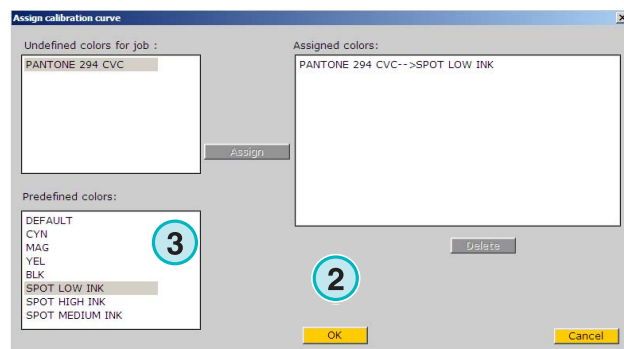 Assign calibration curve
Undefined colors for job :
PANTONE 294 CVC
Assign
Predefined colors:
DEFAULT
CYN
MAG
YEL
BLK
SPOT LOW INK
SPOT HIGH INK
SPOT MEDIUM INK
3
Assigned colors:
PANTONE 294 CVC-->SPOT LOW INK
Delete
2
OK
Cancel